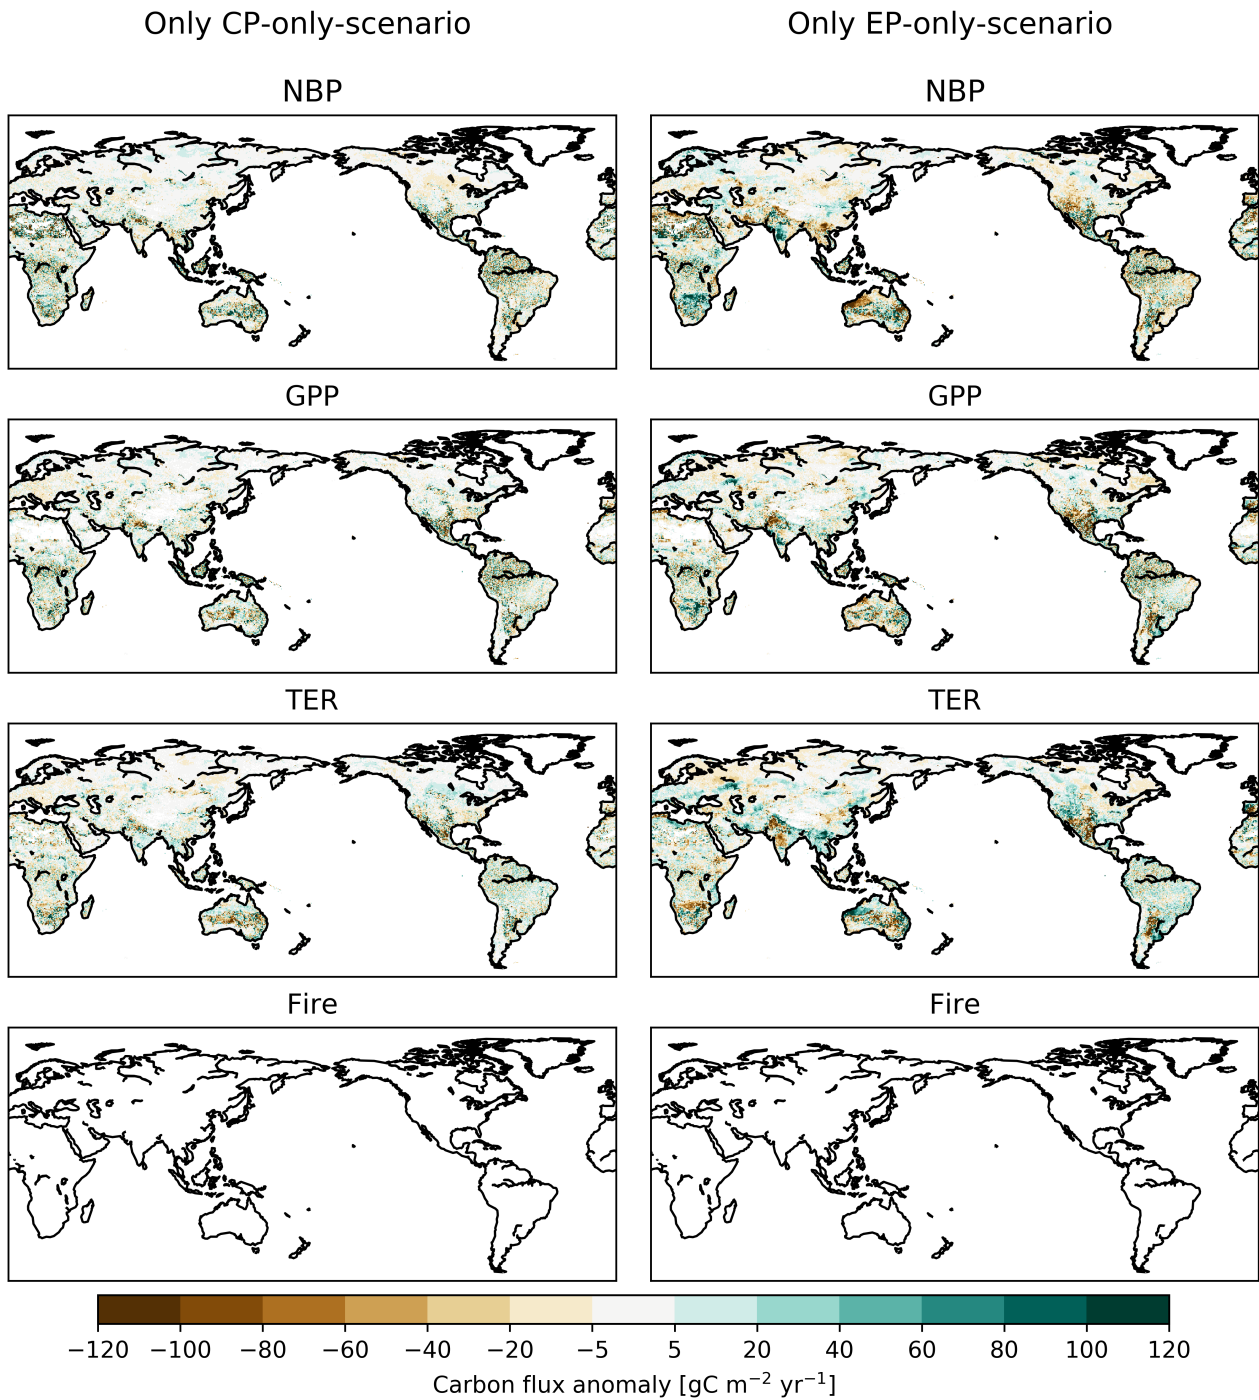 Only CP-only-scenario Only EP-only-scenario
NBP NBP
GPP GPP
TER TER
Fire Fire
−120 −100 −80 −60 −40 −20 −5 5 20 40 60 80 100 120
Carbon flux anomaly [gC m⁻² yr⁻¹]